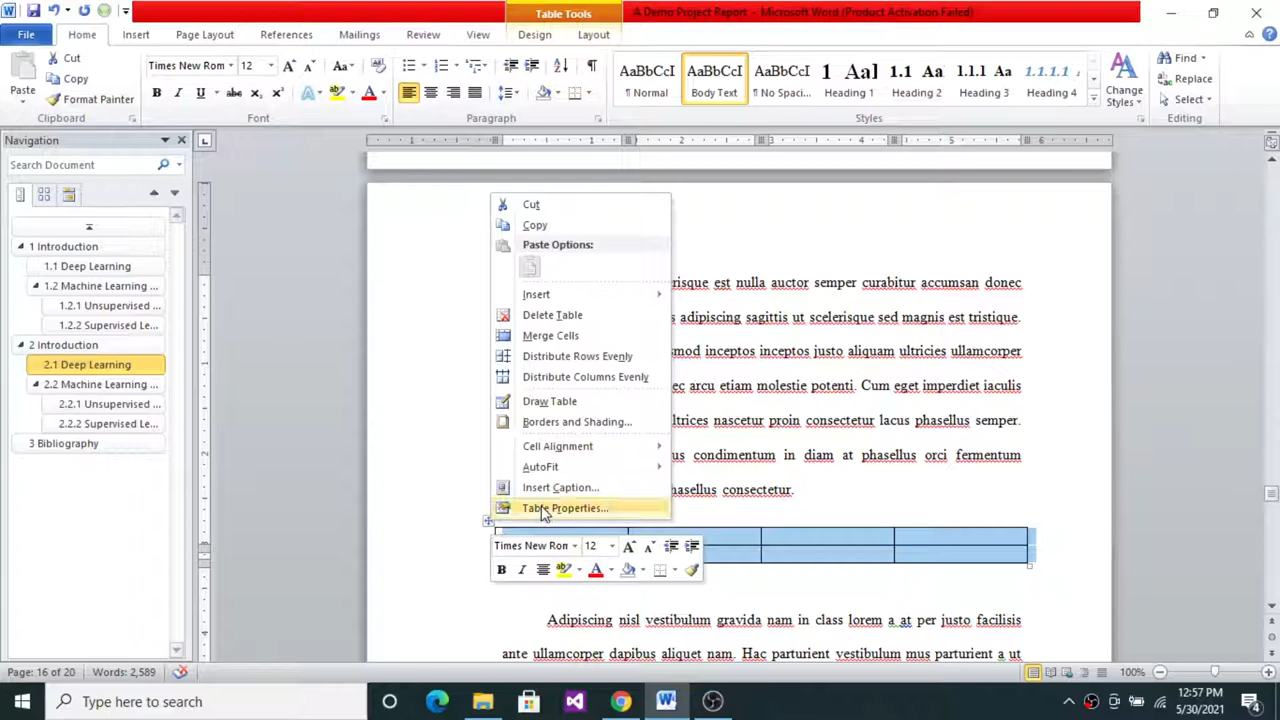 Table Tools
A Demo Project Report - Microsoft Word (Product Activation Failed)
File Home Insert Page Layout References Mailings Review View Design Layout
Paste
Cut
Copy
Format Painter
Clipboard
Times New Rom 12
Font
Paragraph
AaBbCcI AaBbCcI AaBbCcI 1 Aal 1.1 Aa 1.1.1 Aa 1.1.1.1
¶ Normal Body Text ¶ No Spaci... Heading 1 Heading 2 Heading 3 Heading 4
Change Styles
Styles
Find
Replace
Select
Editing
Navigation
Search Document
1 Introduction
1.1 Deep Learning
1.2 Machine Learning ...
1.2.1 Unsupervised ...
1.2.2 Supervised Le...
2 Introduction
2.1 Deep Learning
2.2 Machine Learning ...
2.2.1 Unsupervised ...
2.2.2 Supervised Le...
3 Bibliography
Cut
Copy
Paste Options:
Insert
Delete Table
Merge Cells
Distribute Rows Evenly
Distribute Columns Evenly
Draw Table
Borders and Shading...
Cell Alignment
AutoFit
Insert Caption...
Table Properties...
Times New Rom 12
risque est nulla auctor semper curabitur accumsan donec
adipiscing sagittis ut scelerisque sed magnis est tristique.
mod inceptos inceptos justo aliquam ultricies ullamcorper
ec arcu etiam molestie potenti. Cum eget imperdiet iaculis
ltrices nascetur proin consectetur lacus phasellus semper.
us condimentum in diam at phasellus orci fermentum
hasellus consectetur.
Adipiscing nisl vestibulum gravida nam in class lorem a at per justo facilisis
ante ullamcorper dapibus aliquet nam. Hac parturient vestibulum mus parturient a ut
Page: 16 of 20 Words: 2,589 100%
Type here to search
12:57 PM
5/30/2021
4